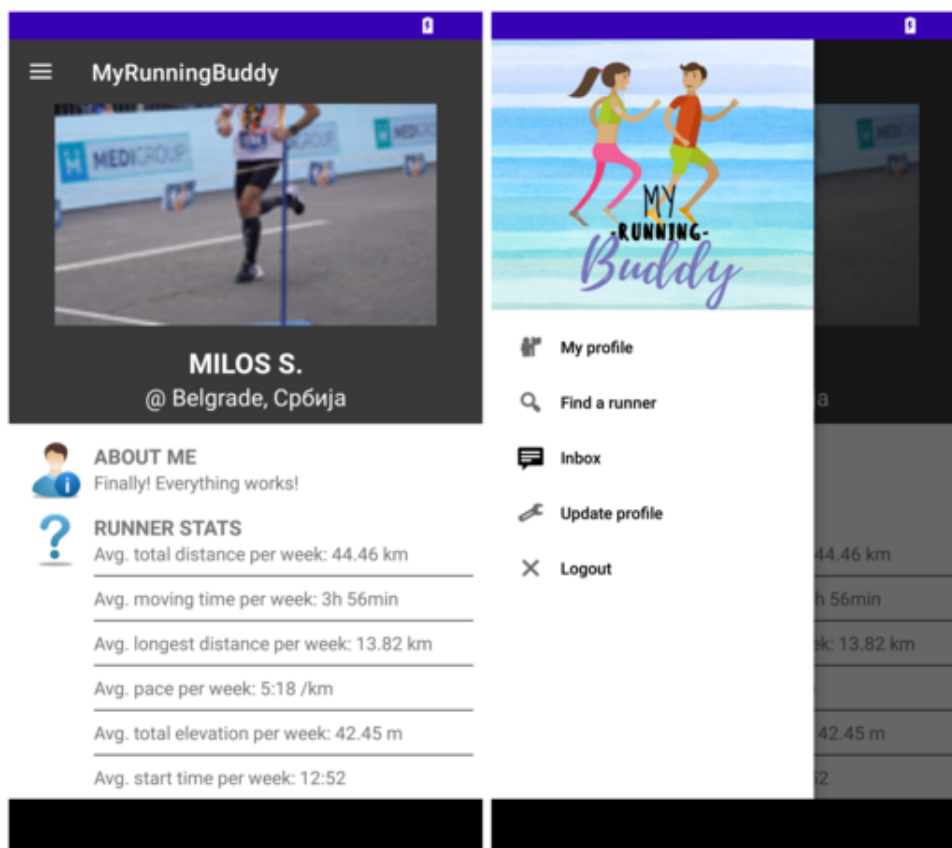 MyRunningBuddy
MEDIGROUP
MEDI
MILOS S.
@ Belgrade, Србија
ABOUT ME
Finally! Everything works!
RUNNER STATS
Avg. total distance per week: 44.46 km
Avg. moving time per week: 3h 56min
Avg. longest distance per week: 13.82 km
Avg. pace per week: 5:18 /km
Avg. total elevation per week: 42.45 m
Avg. start time per week: 12:52
MY
-RUNNING-
Buddy
My profile
Find a runner
Inbox
Update profile
Logout
a
44.46 km
h 56min
ek: 13.82 km
42.45 m
52